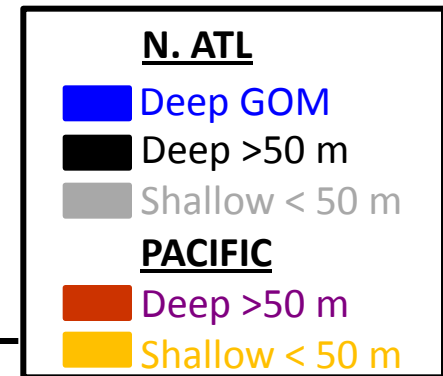 N. ATL
Deep GOM
Deep >50 m
Shallow < 50 m
PACIFIC
Deep >50 m
Shallow < 50 m